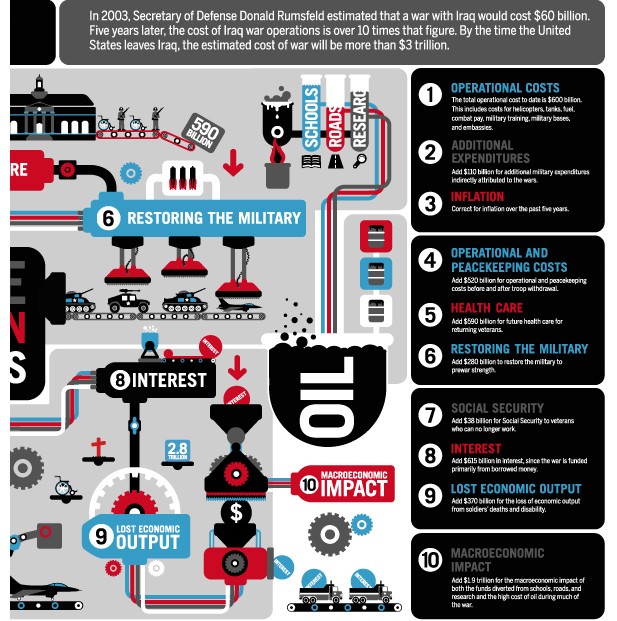 In 2003, Secretary of Defense Donald Rumsfeld estimated that a war with Iraq would cost $60 billion.
Five years later, the cost of Iraq war operations is over 10 times that figure. By the time the United
States leaves Iraq, the estimated cost of war will be more than $3 trillion.
590
BILLION
SCHOOLS
ROADS
RESEARC
RE
6 RESTORING THE MILITARY
N
S
OIL
INTEREST
8 INTEREST
INTEREST
2.8
TRILLION
10 MACROECONOMIC
IMPACT
$
9 LOST ECONOMIC
OUTPUT
INTEREST
INTEREST
INTEREST
1 OPERATIONAL COSTS
The total operational cost to date is $600 billion.
This includes costs for helicopters, tanks, fuel,
combat pay, military training, military bases,
and embassies.
2 ADDITIONAL
EXPENDITURES
Add $110 billion for additional military expenditures
indirectly attributed to the wars.
3 INFLATION
Correct for inflation over the past five years.
4 OPERATIONAL AND
PEACEKEEPING COSTS
Add $520 billion for operational and peacekeeping
costs before and after troop withdrawal.
5 HEALTH CARE
Add $590 billion for future health care for
returning veterans.
6 RESTORING THE MILITARY
Add $280 billion to restore the military to
prewar strength.
7 SOCIAL SECURITY
Add $38 billion for Social Security to veterans
who can no longer work.
8 INTEREST
Add $615 billion in interest, since the war is funded
primarily from borrowed money.
9 LOST ECONOMIC OUTPUT
Add $370 billion for the loss of economic output
from soldiers' deaths and disability.
10 MACROECONOMIC
IMPACT
Add $1.9 trillion for the macroeconomic impact of
both the funds diverted from schools, roads, and
research and the high cost of oil during much of
the war.